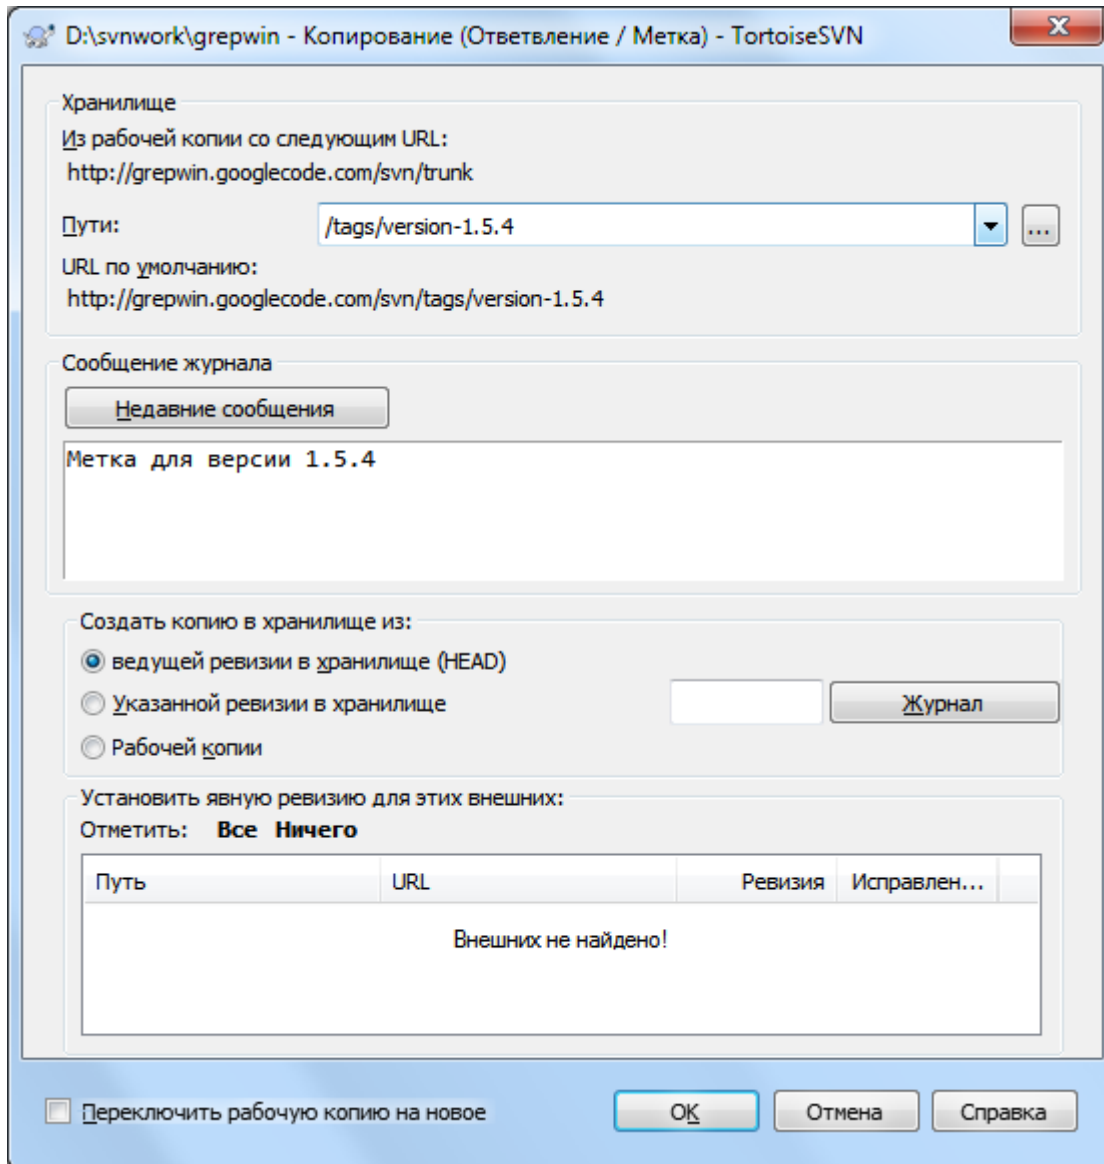 D:\svnwork\grepwin - Копирование (Ответвление / Метка) - TortoiseSVN
Хранилище
Из рабочей копии со следующим URL:
http://grepwin.googlecode.com/svn/trunk
Пути: /tags/version-1.5.4 ...
URL по умолчанию:
http://grepwin.googlecode.com/svn/tags/version-1.5.4
Сообщение журнала
Недавние сообщения
Метка для версии 1.5.4
Создать копию в хранилище из:
ведущей ревизии в хранилище (HEAD)
Указанной ревизии в хранилище Журнал
Рабочей копии
Установить явную ревизию для этих внешних:
Отметить: Все Ничего
Путь URL Ревизия Исправлен...
Внешних не найдено!
Переключить рабочую копию на новое OK Отмена Справка